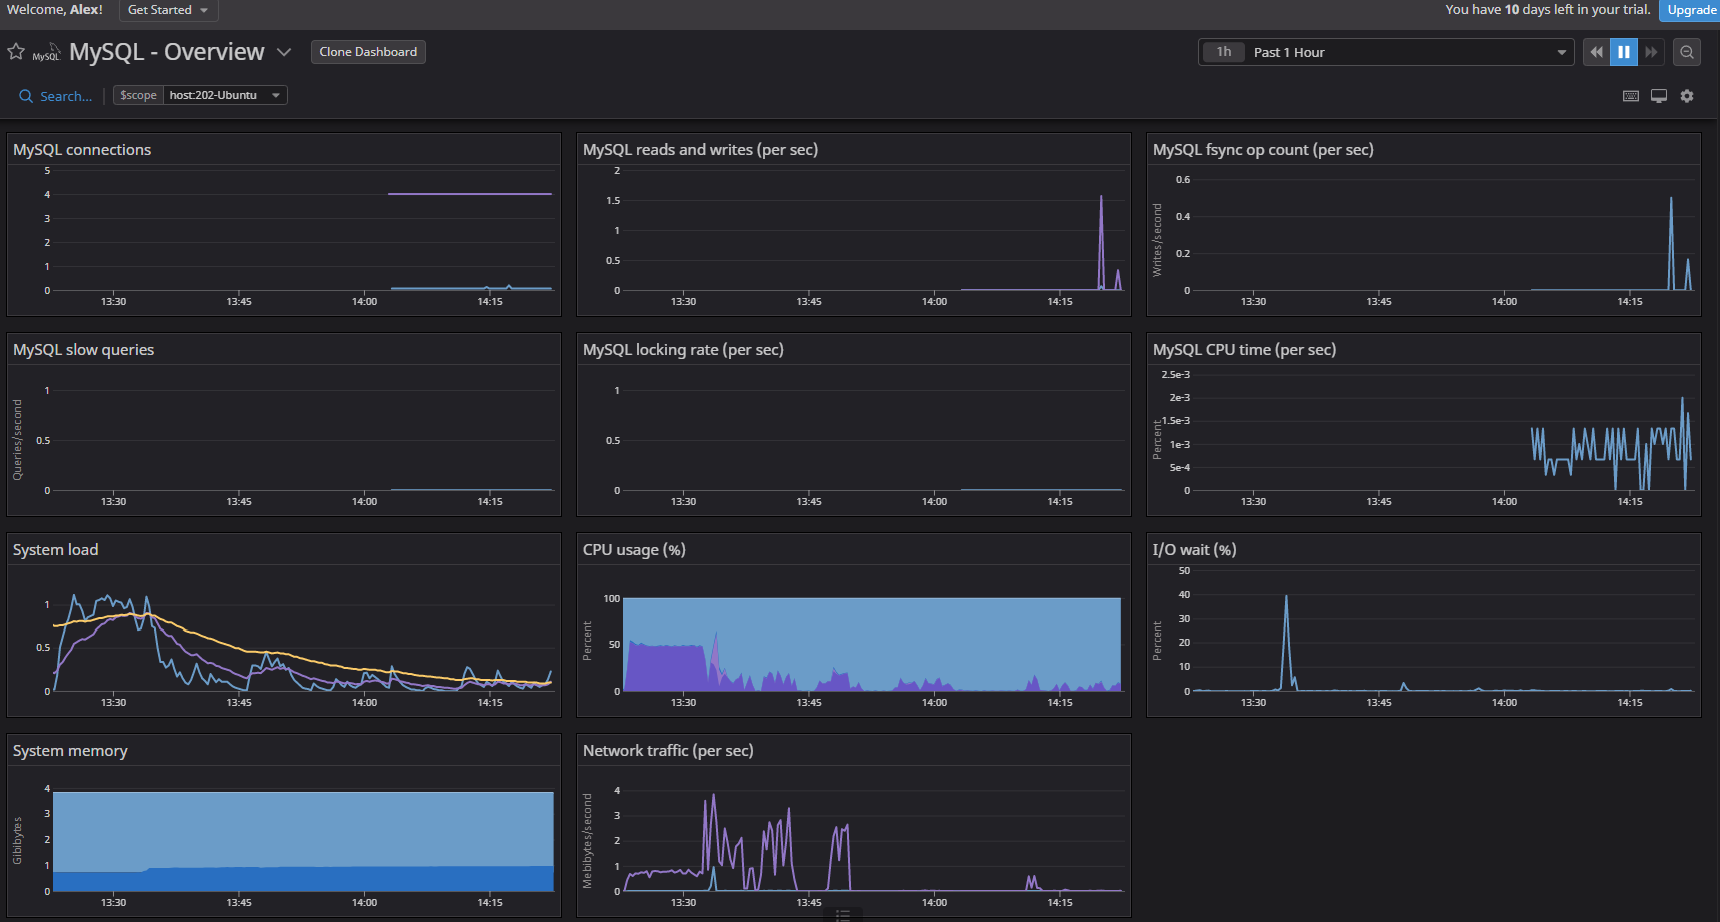 Welcome, Alex!
Get Started
You have 10 days left in your trial.
Upgrade
MySQL
MySQL - Overview
Clone Dashboard
1h Past 1 Hour
Search...
$scope host:202-Ubuntu
MySQL connections
5
4
3
2
1
0
13:30 13:45 14:00 14:15
MySQL reads and writes (per sec)
2
1.5
1
0.5
0
13:30 13:45 14:00 14:15
MySQL fsync op count (per sec)
Writes/second
0.6
0.4
0.2
0
13:30 13:45 14:00 14:15
MySQL slow queries
Queries/second
1
0.5
0
13:30 13:45 14:00 14:15
MySQL locking rate (per sec)
1
0.5
0
13:30 13:45 14:00 14:15
MySQL CPU time (per sec)
Percent
2.5e-3
2e-3
1.5e-3
1e-3
5e-4
0
13:30 13:45 14:00 14:15
System load
1
0.5
0
13:30 13:45 14:00 14:15
CPU usage (%)
Percent
100
50
0
13:30 13:45 14:00 14:15
I/O wait (%)
Percent
50
40
30
20
10
0
13:30 13:45 14:00 14:15
System memory
Gibibytes
4
3
2
1
0
13:30 13:45 14:00 14:15
Network traffic (per sec)
Mebibytes/second
4
3
2
1
0
13:30 13:45 14:00 14:15